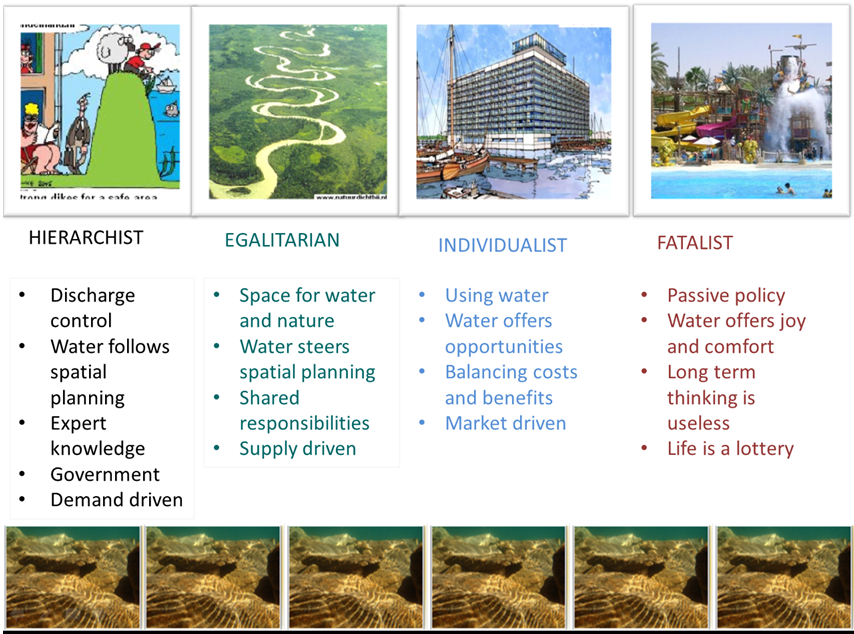 trong dikes for a safe area
www.natuurdichtbij.nl
HIERARCHIST
EGALITARIAN
INDIVIDUALIST
FATALIST
• Discharge
control
• Water follows
spatial
planning
• Expert
knowledge
• Government
• Demand driven
• Space for water
and nature
• Water steers
spatial planning
• Shared
responsibilities
• Supply driven
• Using water
• Water offers
opportunities
• Balancing costs
and benefits
• Market driven
• Passive policy
• Water offers joy
and comfort
• Long term
thinking is
useless
• Life is a lottery